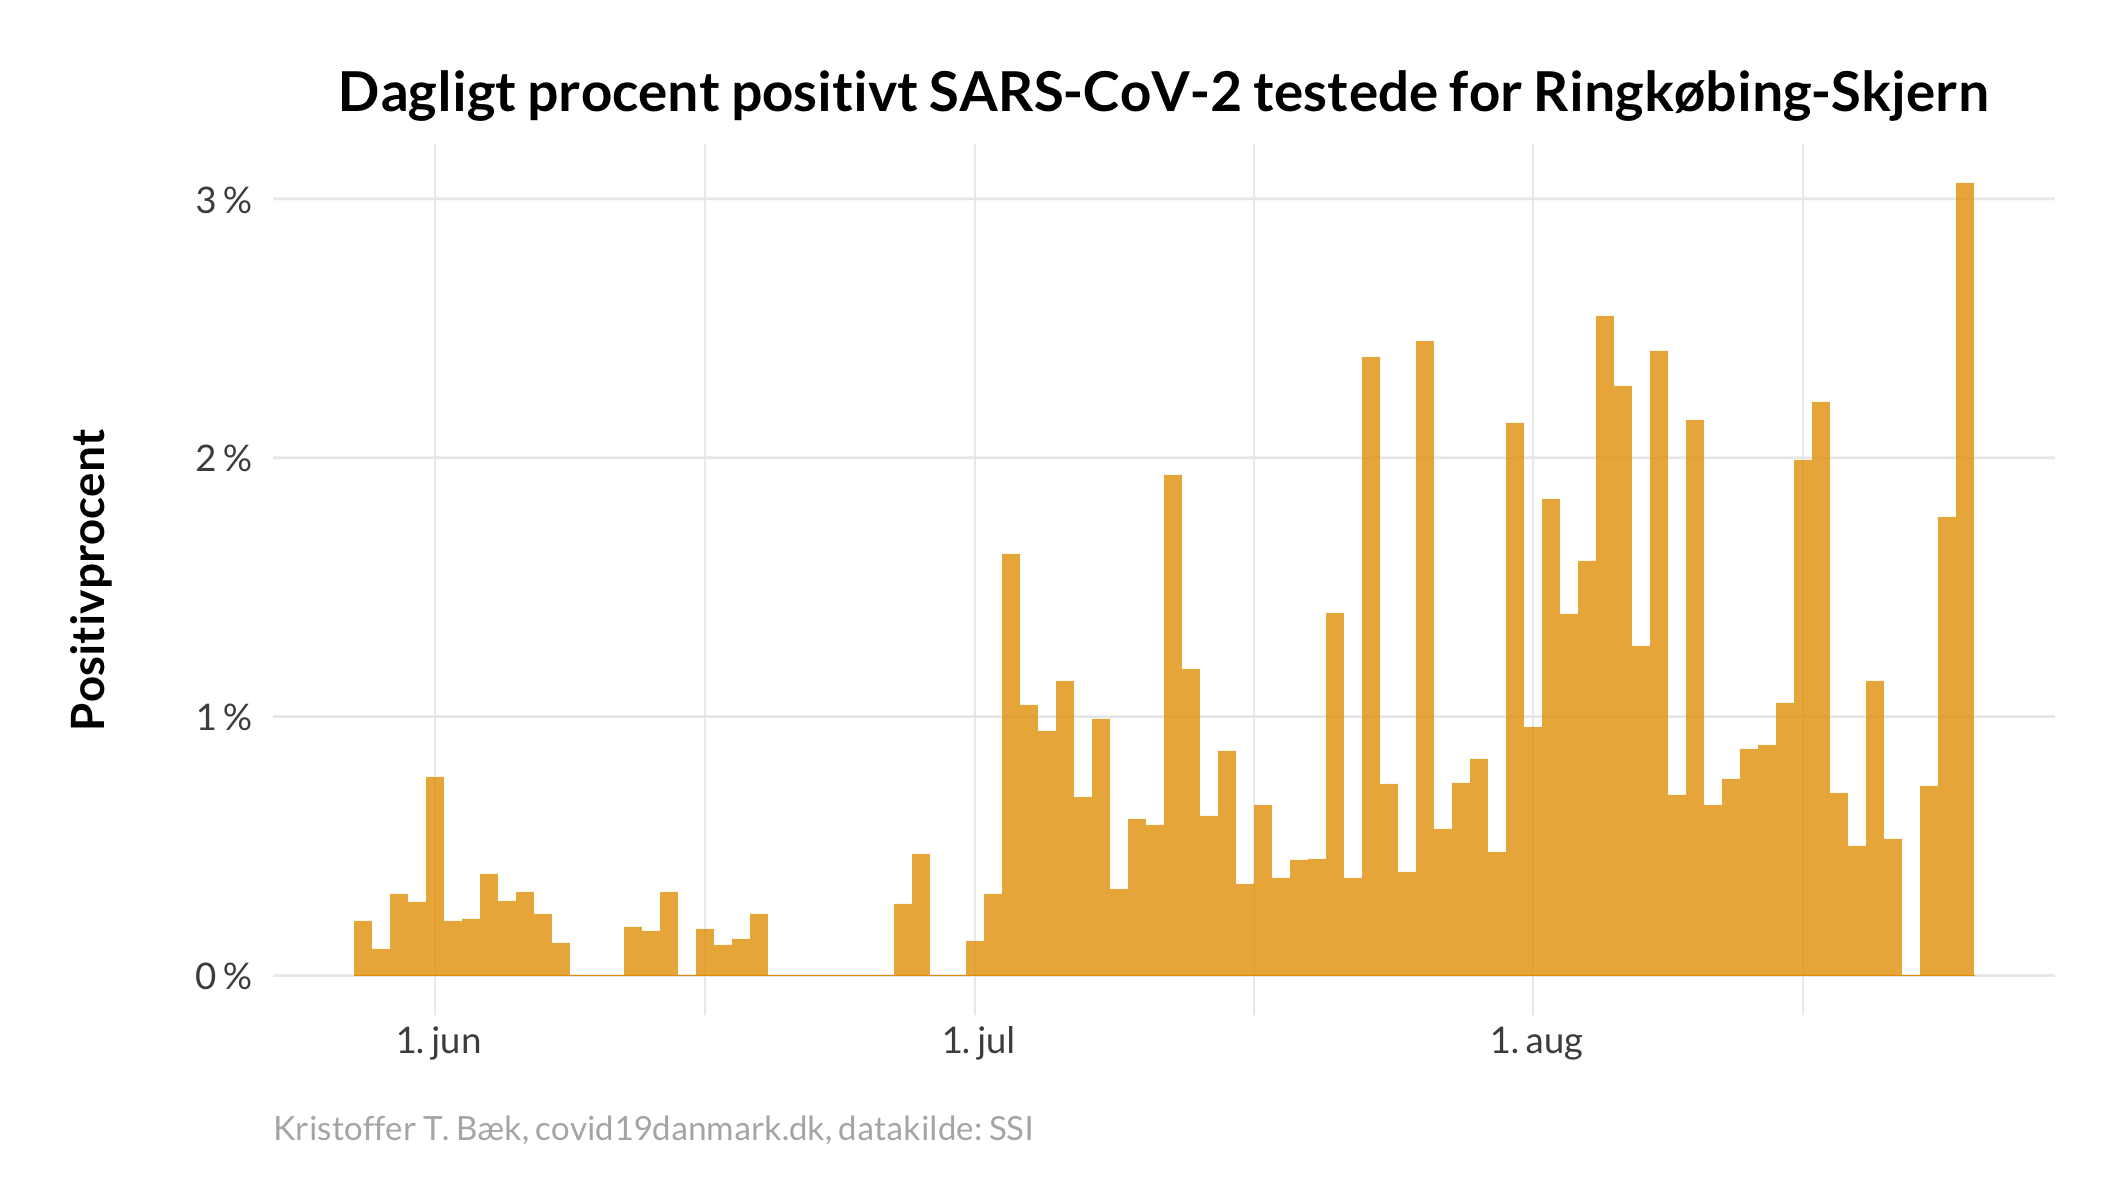 Dagligt procent positivt SARS-CoV-2 testede for Ringkøbing-Skjern
Positivprocent
3 %
2 %
1 %
0 %
1. jun
1. jul
1. aug
Kristoffer T. Bæk, covid19danmark.dk, datakilde: SSI